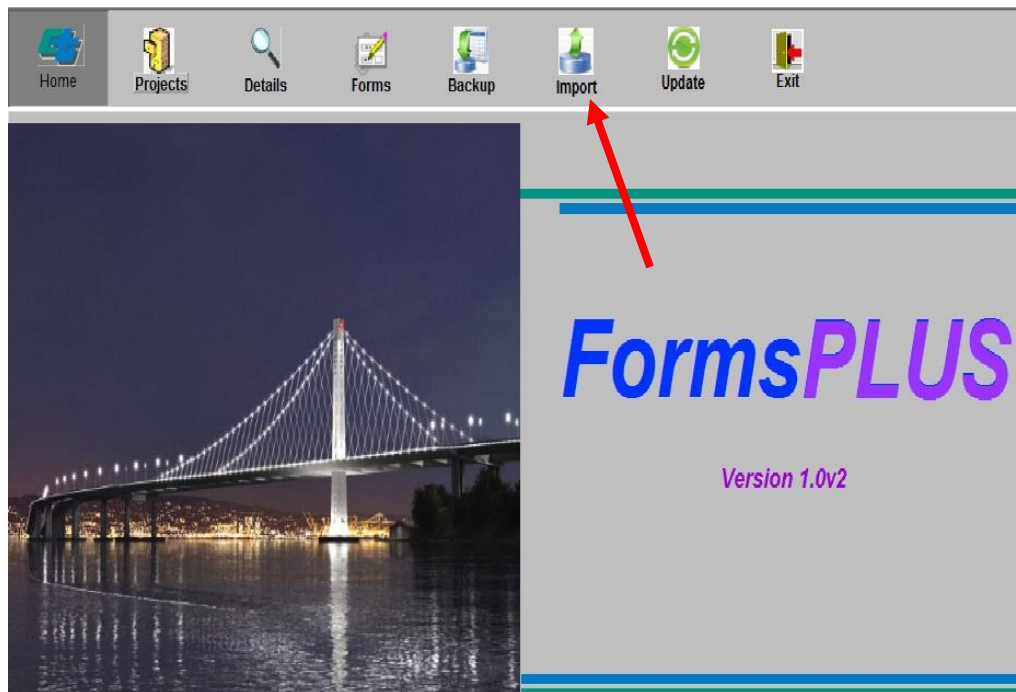 Home Projects Details Forms Backup Import Update Exit
FormsPLUS
Version 1.0v2